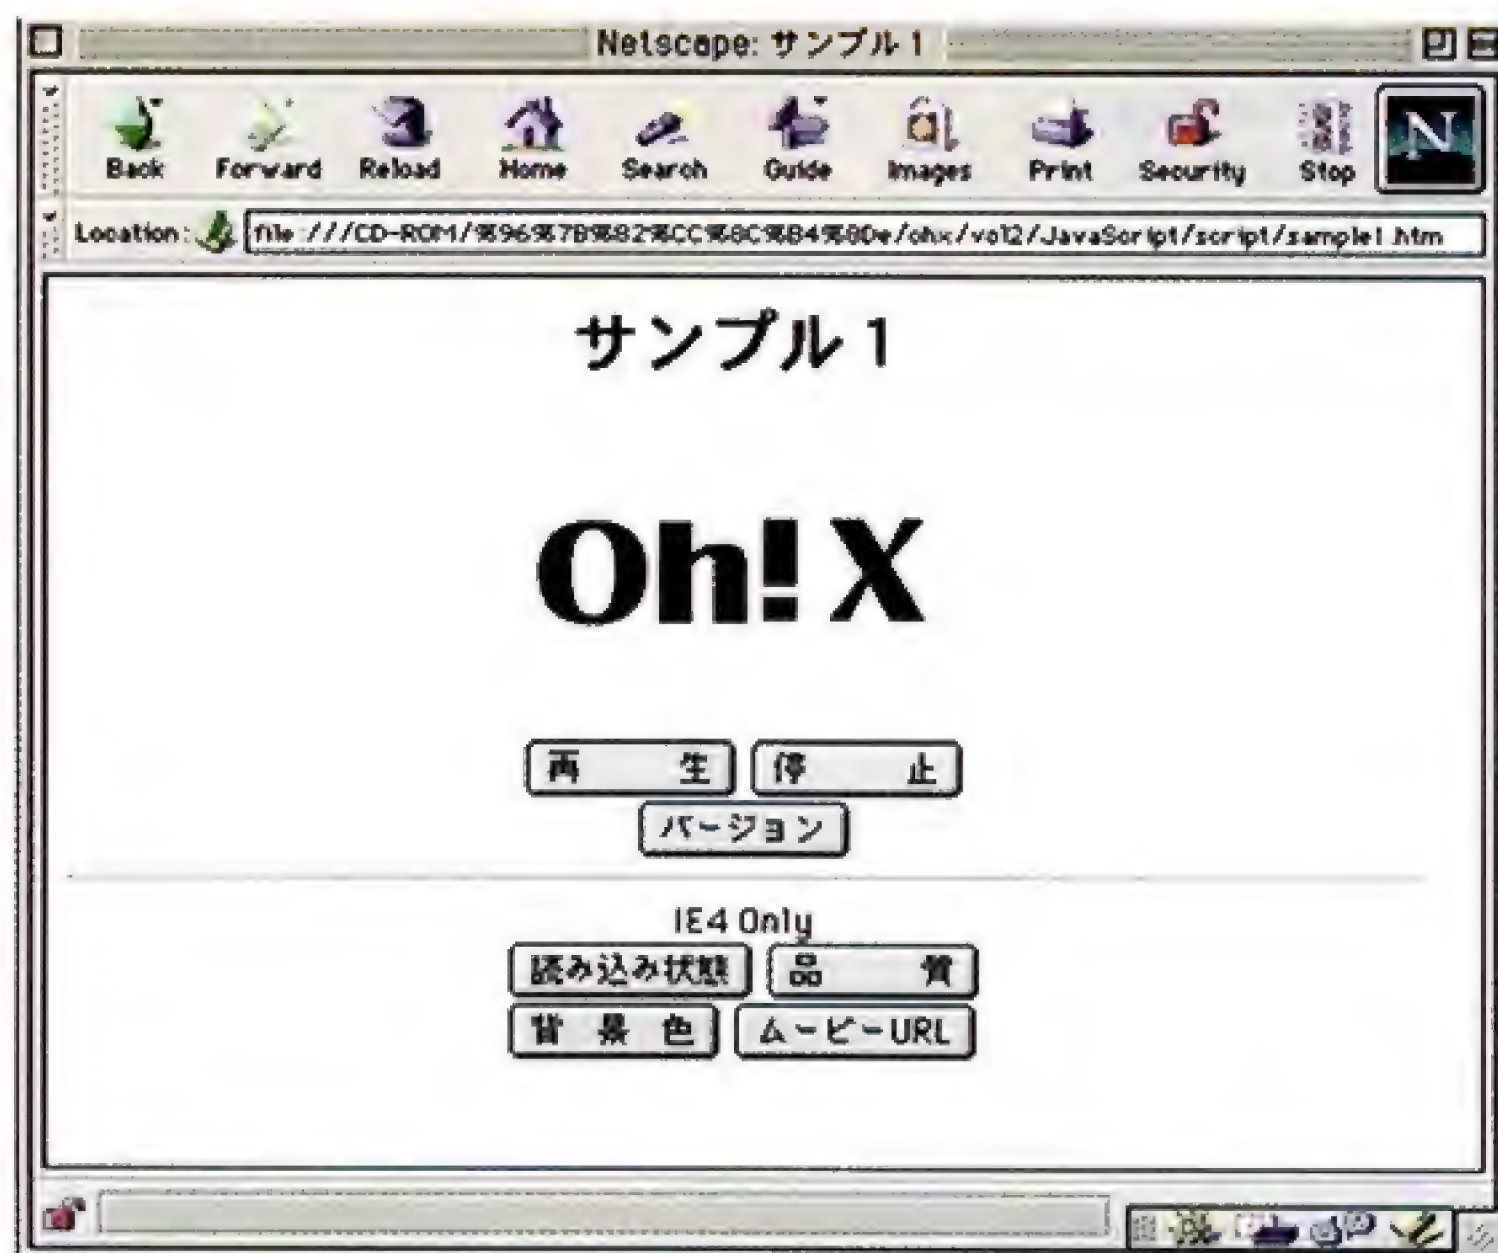 Netscape: サンプル 1
Back Forward Reload Home Search Guide Images Print Security Stop N
Location: file:///CD-ROM/%96%7B%82%CC%8C%B4%8De/ohx/vol2/JavaScript/script/sample1.htm
サンプル 1
Oh! X
再 生 停 止
バージョン
IE4 Only
読み込み状態 品 質
背 景 色 ムービーURL